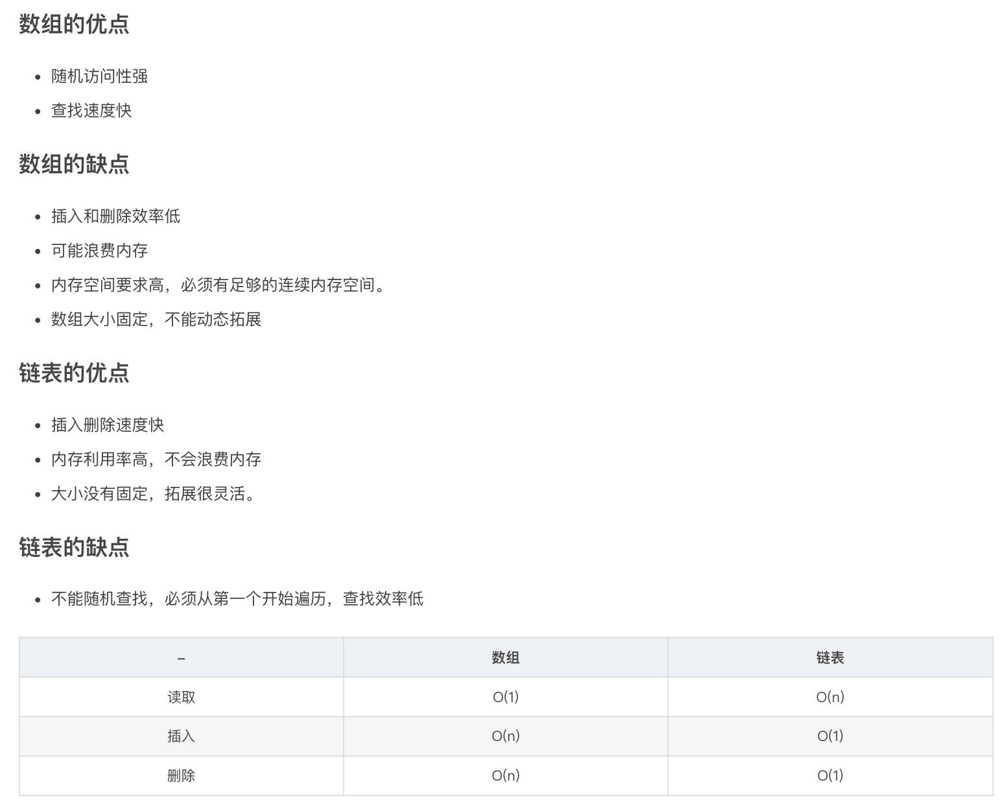 数组的优点
随机访问性强
查找速度快
数组的缺点
插入和删除效率低
可能浪费内存
内存空间要求高，必须有足够的连续内存空间。
数组大小固定，不能动态拓展
链表的优点
插入删除速度快
内存利用率高，不会浪费内存
大小没有固定，拓展很灵活。
链表的缺点
不能随机查找，必须从第一个开始遍历，查找效率低
– 数组 链表
读取 O(1) O(n)
插入 O(n) O(1)
删除 O(n) O(1)